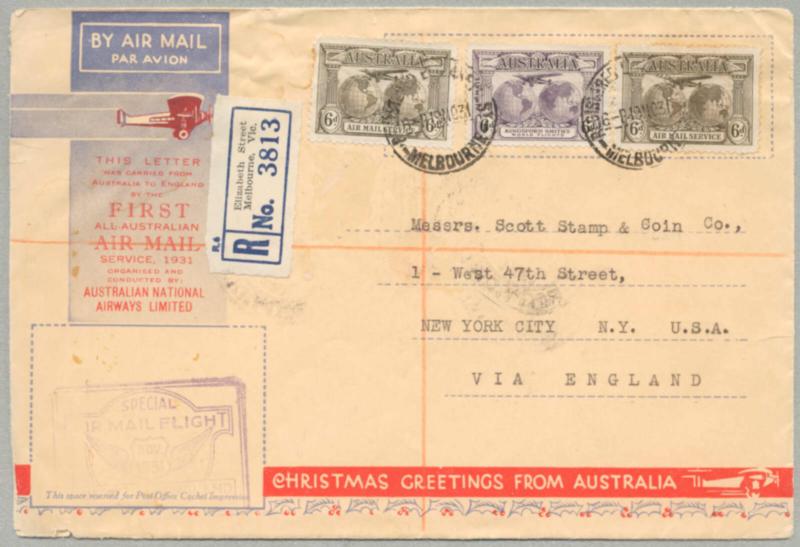 BY AIR MAIL
PAR AVION
THIS LETTER
WAS CARRIED FROM
AUSTRALIA TO ENGLAND
BY THE
FIRST
ALL-AUSTRALIAN
AIR MAIL
SERVICE, 1931
ORGANISED AND
CONDUCTED BY:
AUSTRALIAN NATIONAL
AIRWAYS LIMITED
R.6
R
Elizabeth Street
Melbourne, Vic.
No. 3813
AUSTRALIA
6d
AIR MAIL
MELBOURNE
AUSTRALIA
6d
KINGSFORD SMITH'S
WORLD FLIGHTS
AUSTRALIA
6d
6d
AIR MAIL SERVICE
MELBOURNE
Messrs. Scott Stamp & Coin Co.,
1 - West 47th Street,
NEW YORK CITY N.Y. U.S.A.
VIA ENGLAND
SPECIAL
AIR MAIL FLIGHT
NOV.
This space reserved for Post Office Cachet Impression
CHRISTMAS GREETINGS FROM AUSTRALIA